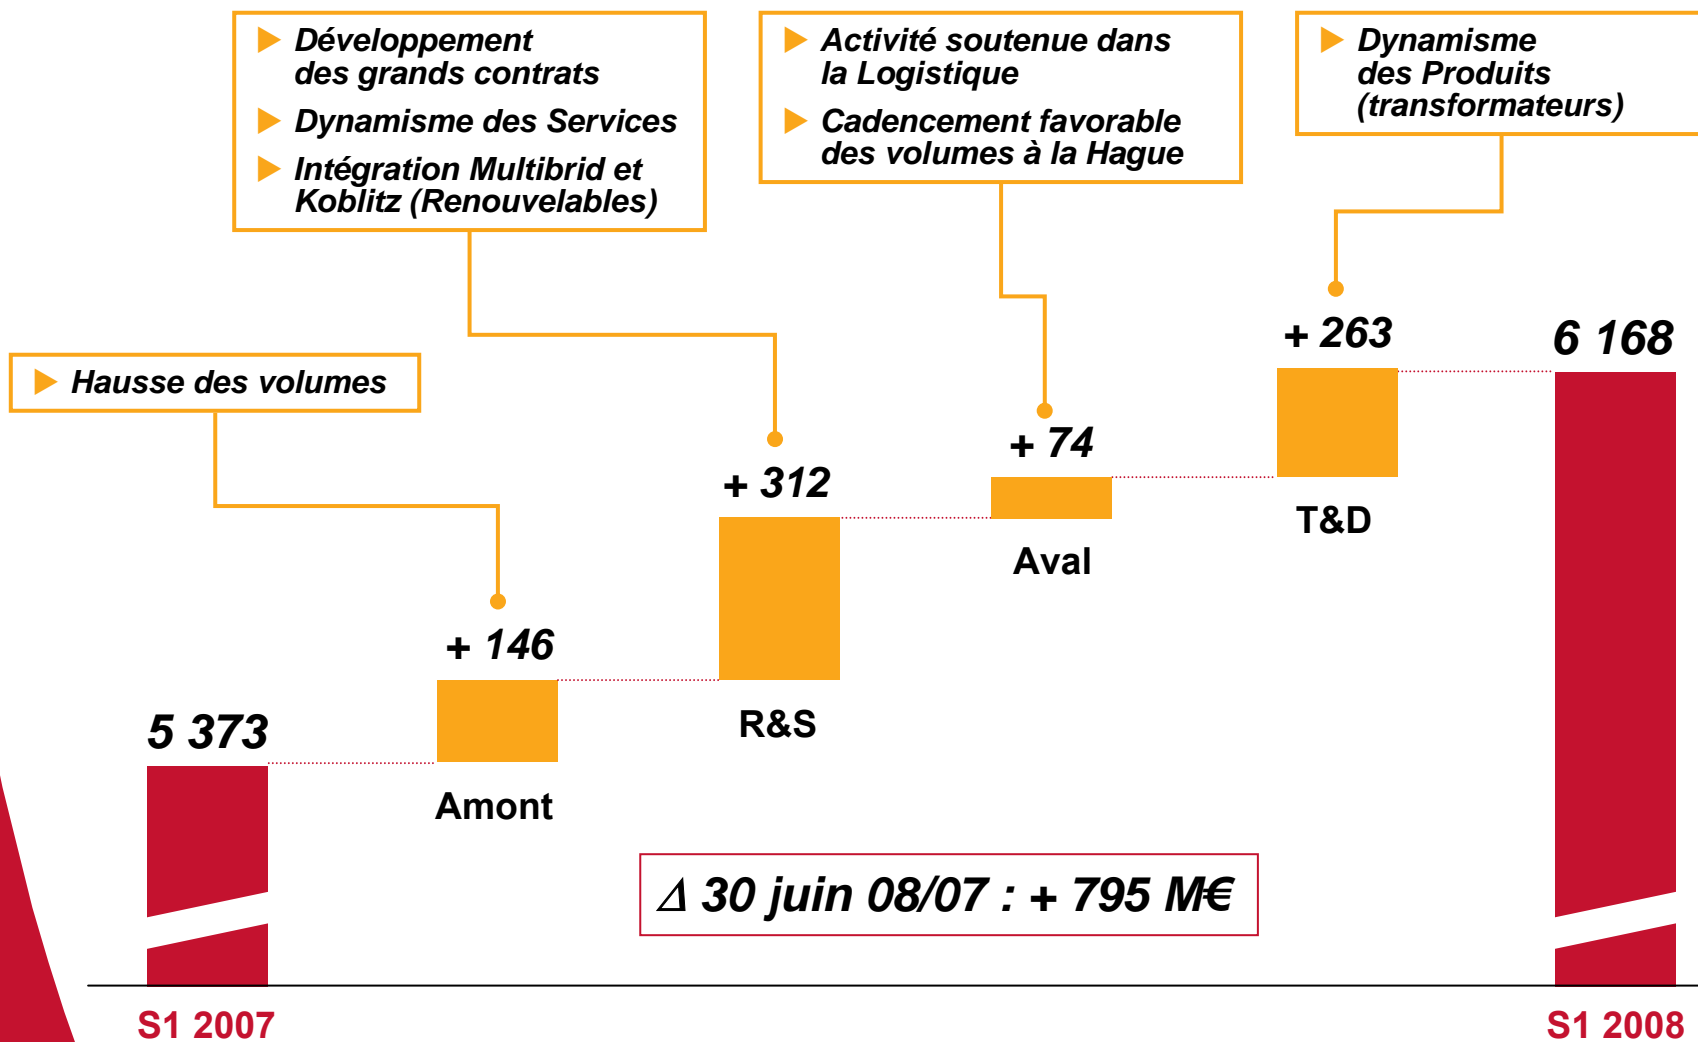 Développement
des grands contrats
Dynamisme des Services
Intégration Multibrid et
Koblitz (Renouvelables)
Activité soutenue dans
la Logistique
Cadencement favorable
des volumes à la Hague
Dynamisme
des Produits
(transformateurs)
Hausse des volumes
5 373
+ 146
Amont
+ 312
R&S
+ 74
Aval
+ 263
T&D
6 168
Δ 30 juin 08/07 : + 795 M€
S1 2007
S1 2008